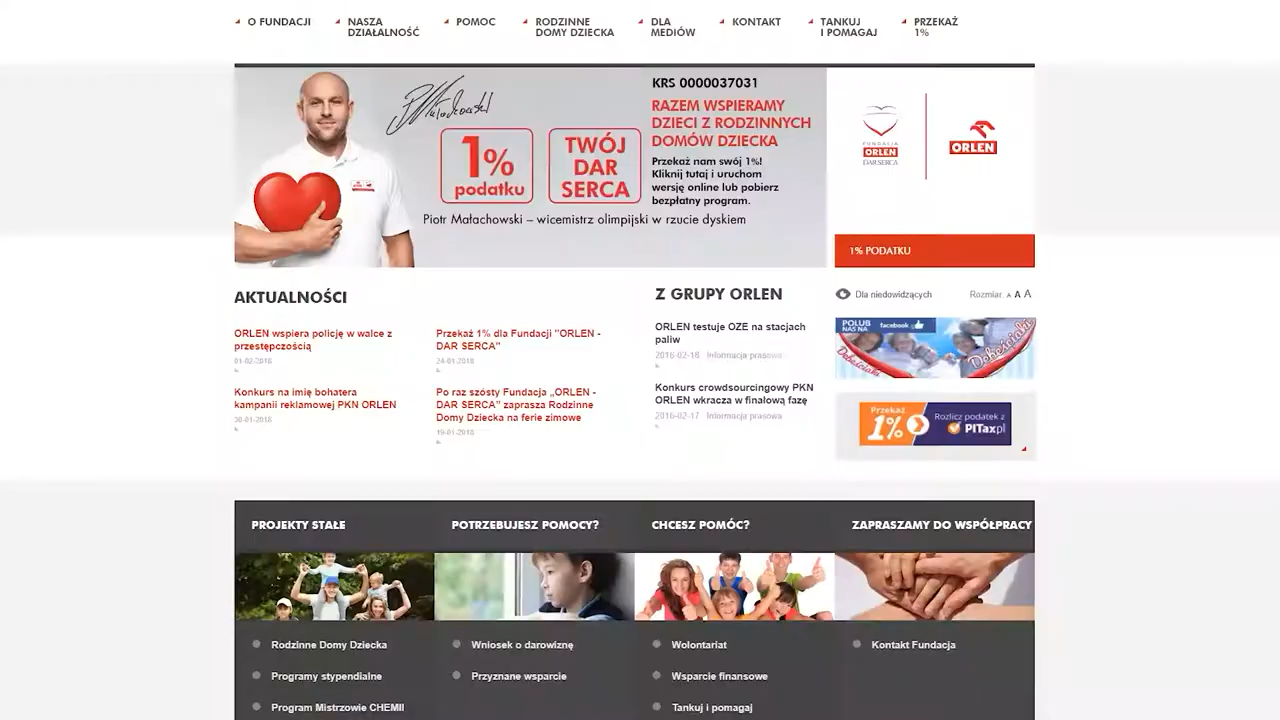 O FUNDACJI
NASZA
DZIAŁALNOŚĆ
POMOC
RODZINNE
DOMY DZIECKA
DLA
MEDIÓW
KONTAKT
TANKUJ
I POMAGAJ
PRZEKAŻ
1%
1%
podatku
TWÓJ
DAR
SERCA
Piotr Małachowski – wicemistrz olimpijski w rzucie dyskiem
KRS 0000037031
RAZEM WSPIERAMY
DZIECI Z RODZINNYCH
DOMÓW DZIECKA
Przekaż nam swój 1%!
Kliknij tutaj i uruchom
wersję online lub pobierz
bezpłatny program.
FUNDACJA
ORLEN
DAR SERCA
ORLEN
1% PODATKU
AKTUALNOŚCI
ORLEN wspiera policję w walce z
przestępczością
01-02-2016
Konkurs na imię bohatera
kampanii reklamowej PKN ORLEN
Przekaż 1% dla Fundacji "ORLEN -
DAR SERCA"
24-01-2018
Po raz szósty Fundacja „ORLEN -
DAR SERCA" zaprasza Rodzinne
Domy Dziecka na ferie zimowe
19-01-2018
Z GRUPY ORLEN
ORLEN testuje OZE na stacjach
paliw
2016-02-18 Informacja prasowa
Konkurs crowdsourcingowy PKN
ORLEN wkracza w finałową fazę
2016-02-17 Informacja prasowa
Dla niedowidzących
Rozmiar. A A A
POLUB
NAS NA
facebook
Debeściaki
Debeściaki
Przekaż
1%
Rozlicz podatek z
PITax.pl
PROJEKTY STAŁE
Rodzinne Domy Dziecka
Programy stypendialne
Program Mistrzowie CHEMII
POTRZEBUJESZ POMOCY?
Wniosek o darowiznę
Przyznane wsparcie
CHCESZ POMÓC?
Wolontariat
Wsparcie finansowe
Tankuj i pomagaj
ZAPRASZAMY DO WSPÓŁPRACY
Kontakt Fundacja